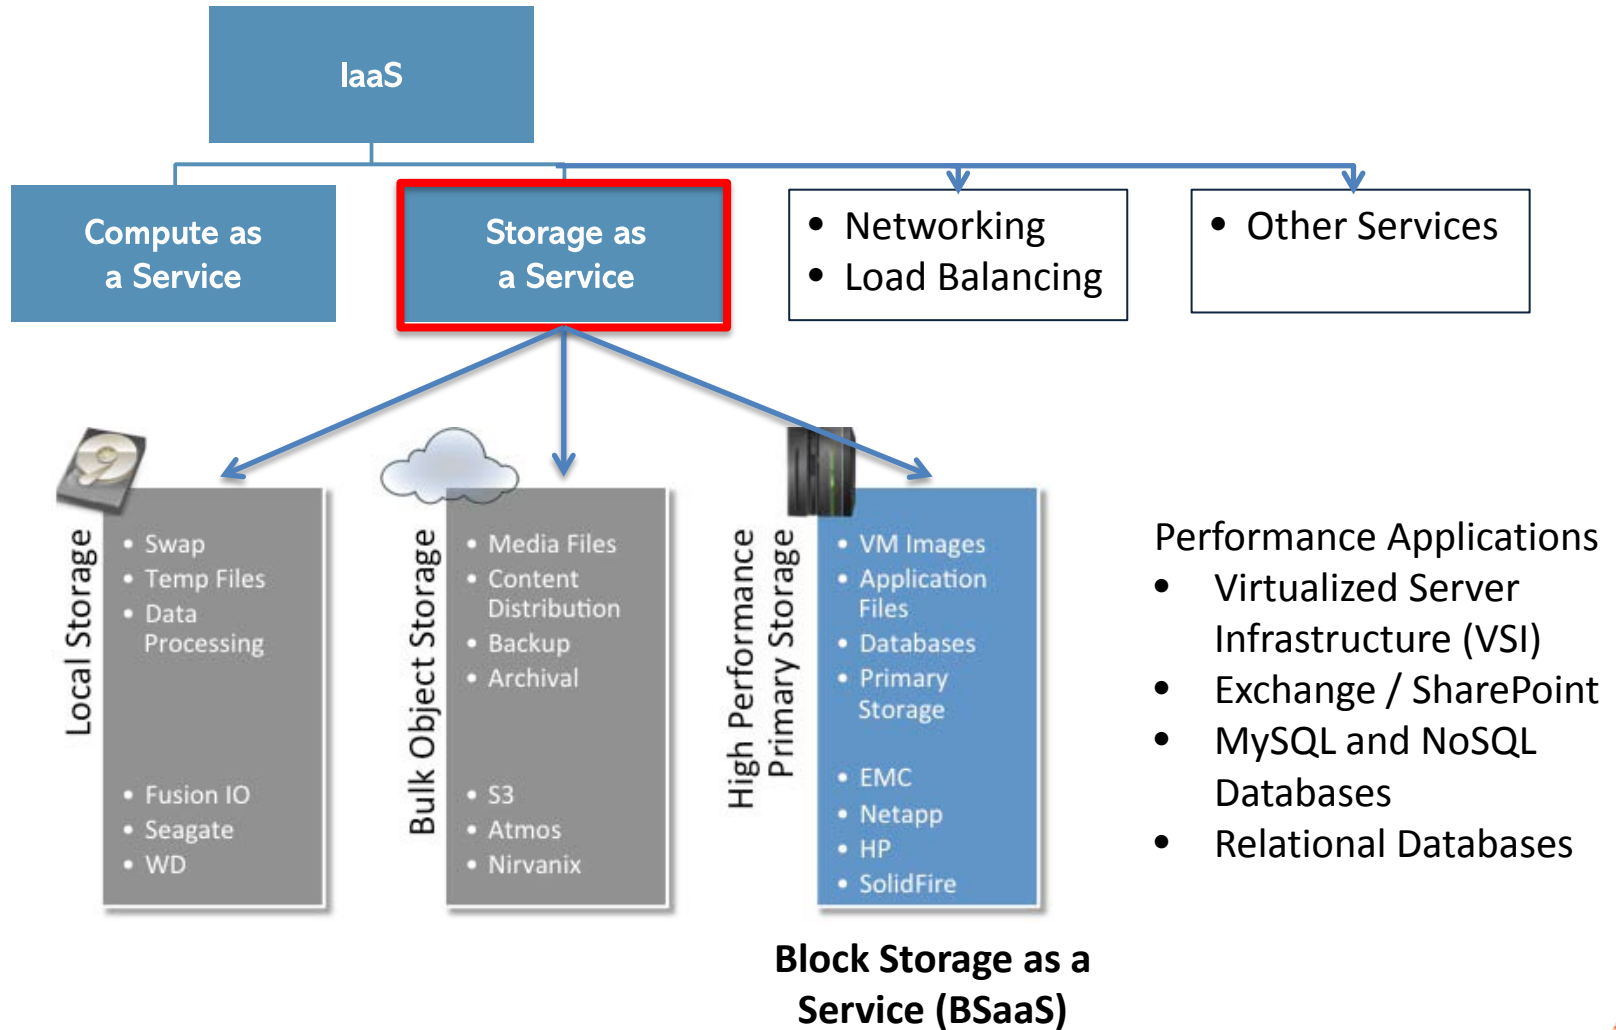 IaaS
Compute as
a Service
Storage as
a Service
• Networking
• Load Balancing
• Other Services
Local Storage
• Swap
• Temp Files
• Data
Processing
• Fusion IO
• Seagate
• WD
Bulk Object Storage
• Media Files
• Content
Distribution
• Backup
• Archival
• S3
• Atmos
• Nirvanix
High Performance
Primary Storage
• VM Images
• Application
Files
• Databases
• Primary
Storage
• EMC
• Netapp
• HP
• SolidFire
Block Storage as a
Service (BSaaS)
Performance Applications
• Virtualized Server
Infrastructure (VSI)
• Exchange / SharePoint
• MySQL and NoSQL
Databases
• Relational Databases